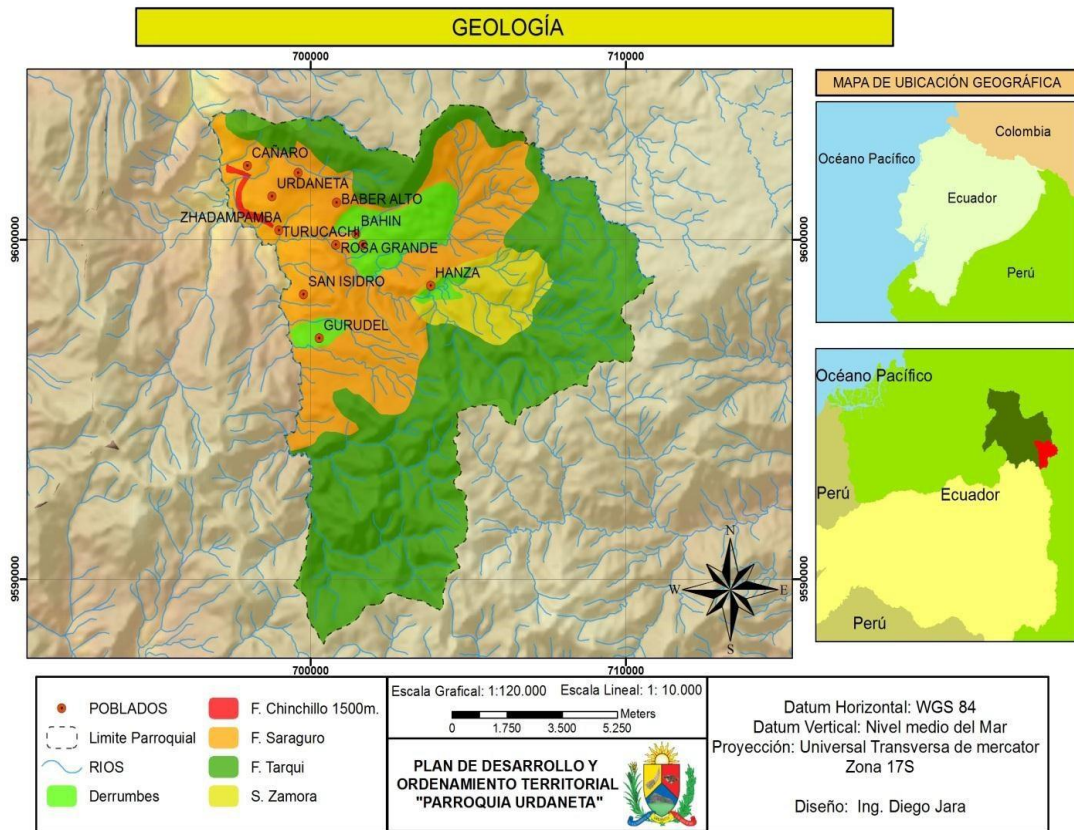 GEOLOGÍA
700000
710000
9600000
9590000
CAÑARO
URDANETA
BABER ALTO
ZHADAMPAMBA
BAHIN
TURUCACHI
ROSA GRANDE
HANZA
SAN ISIDRO
GURUDEL
N
W
E
S
9600000
9590000
700000
710000
MAPA DE UBICACIÓN GEOGRÁFICA
Colombia
Océano Pacífico
Ecuador
Perú
Océano Pacífico
Perú
Ecuador
Perú
POBLADOS
Limite Parroquial
RIOS
Derrumbes
F. Chinchillo 1500m.
F. Saraguro
F. Tarqui
S. Zamora
Escala Grafical: 1:120.000 Escala Lineal: 1: 10.000
Meters
0 1.750 3.500 5.250
PLAN DE DESARROLLO Y
ORDENAMIENTO TERRITORIAL
"PARROQUIA URDANETA"
Datum Horizontal: WGS 84
Datum Vertical: Nivel medio del Mar
Proyección: Universal Transversa de mercator
Zona 17S
Diseño: Ing. Diego Jara